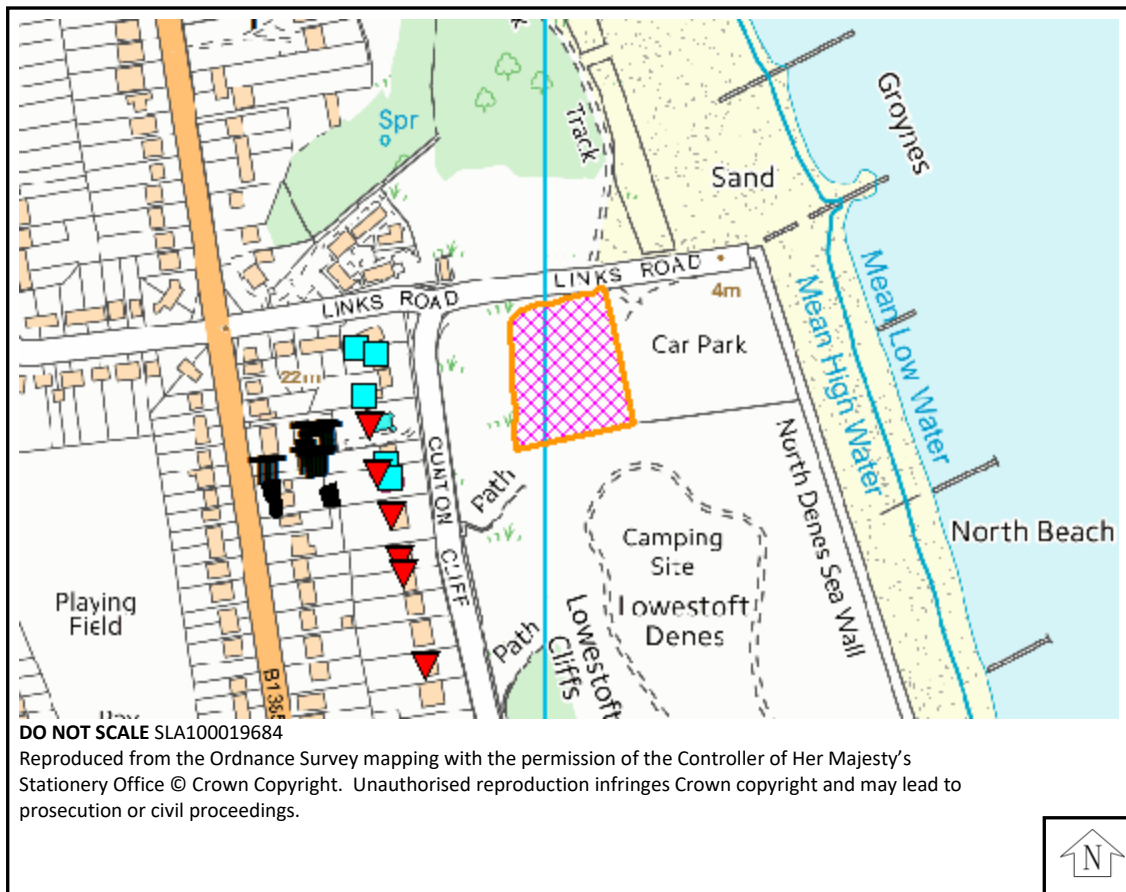 Spr
Track
Groynes
Sand
LINKS ROAD
LINKS ROAD
4m
Mean Low Water
Mean High Water
Car Park
22m
GUNTON CLIFF
North Denes Sea Wall
Path
North Beach
Camping
Site
Lowestoft
Denes
Playing
Field
Path
Lowestoft
Cliffs
DO NOT SCALE SLA100019684
Reproduced from the Ordnance Survey mapping with the permission of the Controller of Her Majesty’s
Stationery Office © Crown Copyright. Unauthorised reproduction infringes Crown copyright and may lead to
prosecution or civil proceedings.
N